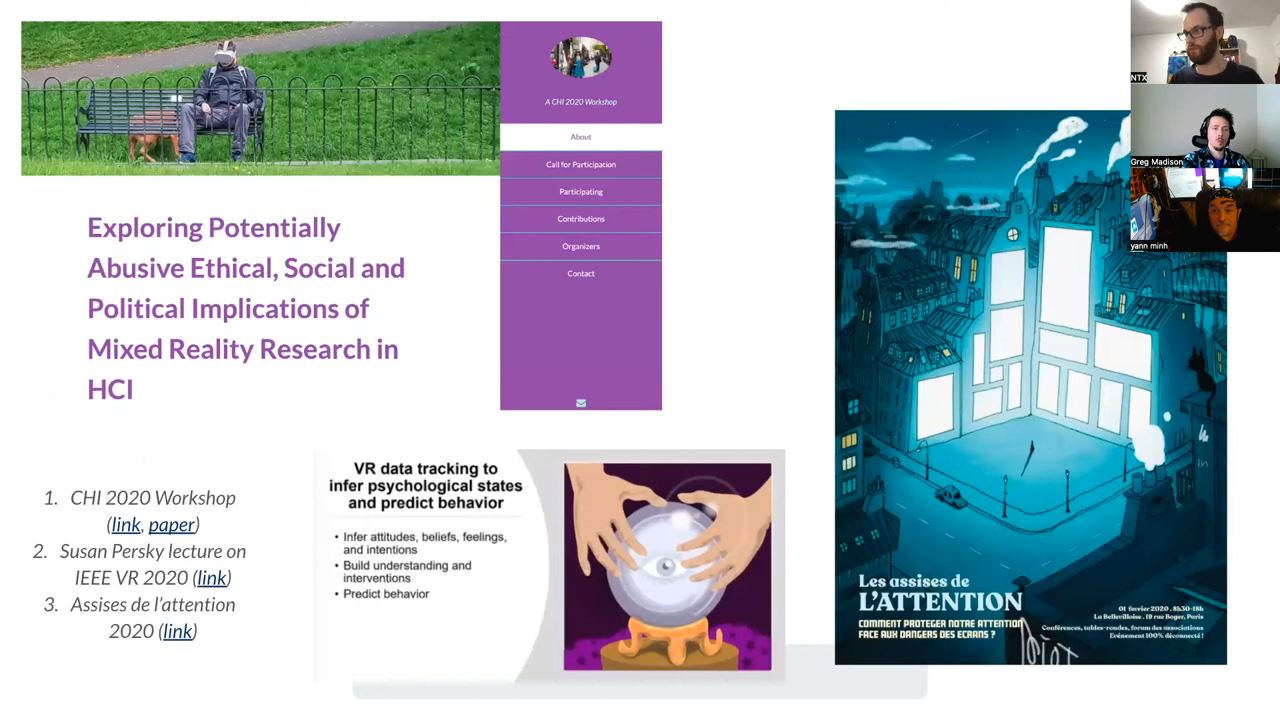 A CHI 2020 Workshop
About
Call for Participation
Participating
Contributions
Organizers
Contact
Exploring Potentially
Abusive Ethical, Social and
Political Implications of
Mixed Reality Research in
HCI
1. CHI 2020 Workshop
(link, paper)
2. Susan Persky lecture on
IEEE VR 2020 (link)
3. Assises de l'attention
2020 (link)
VR data tracking to
infer psychological states
and predict behavior
• Infer attitudes, beliefs, feelings,
and intentions
• Build understanding and
interventions
• Predict behavior
Les assises de
L'ATTENTION
COMMENT PROTEGER NOTRE ATTENTION
FACE AUX DANGERS DES ECRANS ?
01 février 2020 . 8h30-18h
La Bellevilloise . 19 rue Boyer, Paris
Conférences, tables-rondes, forum des associations
Evénement 100% déconnecté !
NTX
Greg Madison
yann minh